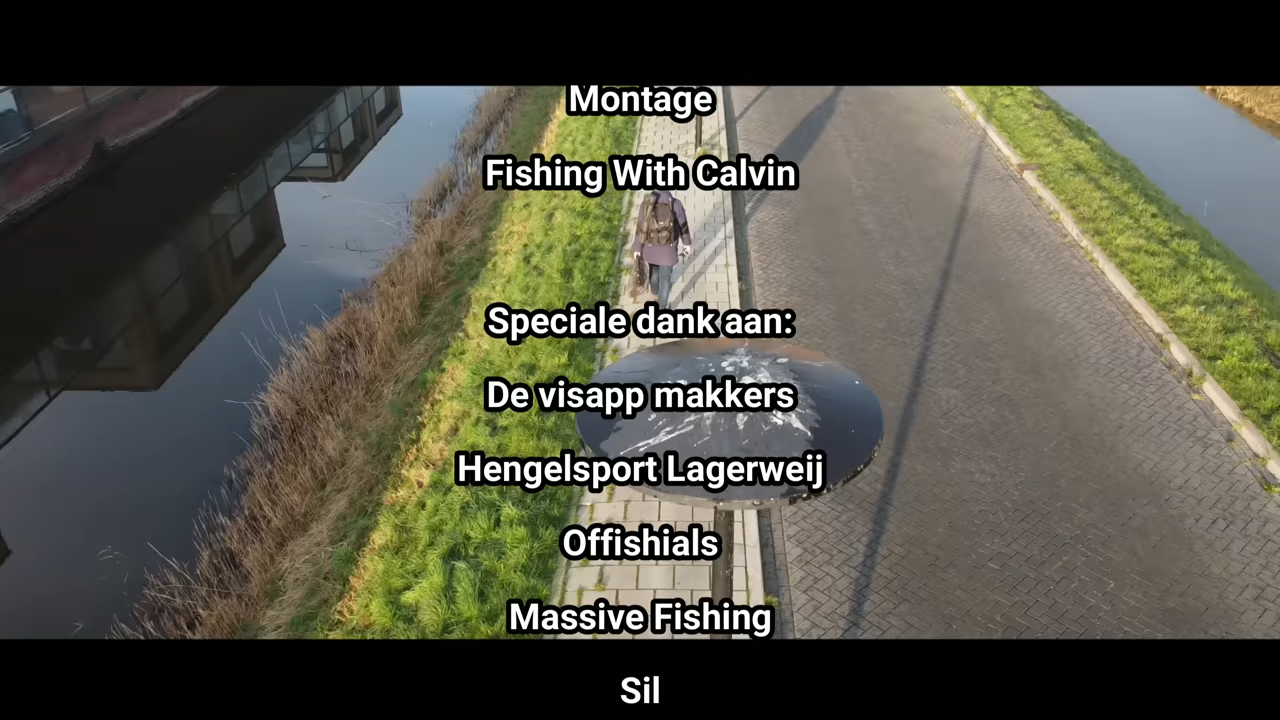 Montage
Fishing With Calvin
Speciale dank aan:
De visapp makkers
Hengelsport Lagerweij
Offishials
Massive Fishing
Sil